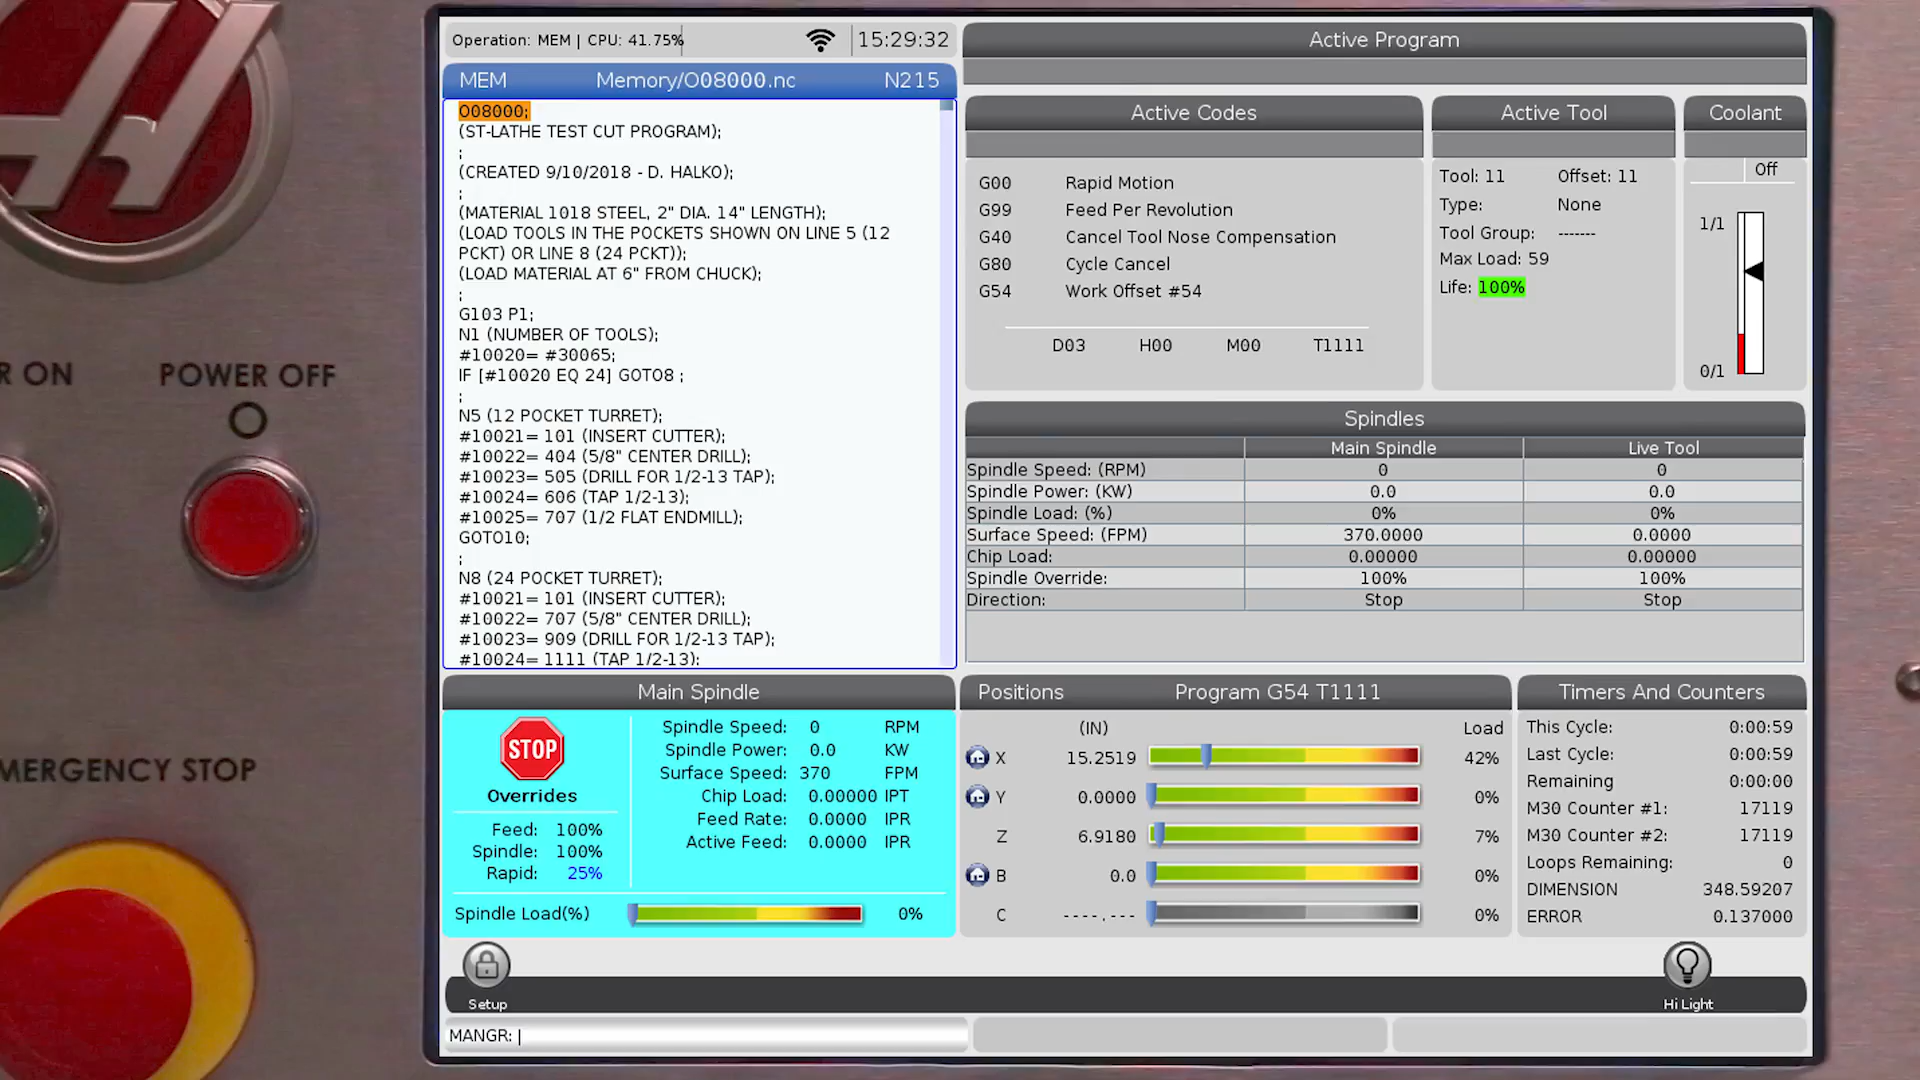 R ON
POWER OFF
MERGENCY STOP
Operation: MEM | CPU: 41.75%
15:29:32
MEM Memory/O08000.nc N215
O08000;
(ST-LATHE TEST CUT PROGRAM);
;
(CREATED 9/10/2018 - D. HALKO);
;
(MATERIAL 1018 STEEL, 2" DIA. 14" LENGTH);
(LOAD TOOLS IN THE POCKETS SHOWN ON LINE 5 (12
PCKT) OR LINE 8 (24 PCKT));
(LOAD MATERIAL AT 6" FROM CHUCK);
;
G103 P1;
N1 (NUMBER OF TOOLS);
#10020= #30065;
IF [#10020 EQ 24] GOTO8 ;
;
N5 (12 POCKET TURRET);
#10021= 101 (INSERT CUTTER);
#10022= 404 (5/8" CENTER DRILL);
#10023= 505 (DRILL FOR 1/2-13 TAP);
#10024= 606 (TAP 1/2-13);
#10025= 707 (1/2 FLAT ENDMILL);
GOTO10;
;
N8 (24 POCKET TURRET);
#10021= 101 (INSERT CUTTER);
#10022= 707 (5/8" CENTER DRILL);
#10023= 909 (DRILL FOR 1/2-13 TAP);
#10024= 1111 (TAP 1/2-13);
Active Program
Active Codes
G00 Rapid Motion
G99 Feed Per Revolution
G40 Cancel Tool Nose Compensation
G80 Cycle Cancel
G54 Work Offset #54
D03 H00 M00 T1111
Active Tool
Tool: 11 Offset: 11
Type: None
Tool Group: -------
Max Load: 59
Life: 100%
Coolant
Off
1/1
0/1
Spindles
Main Spindle Live Tool
Spindle Speed: (RPM) 0 0
Spindle Power: (KW) 0.0 0.0
Spindle Load: (%) 0% 0%
Surface Speed: (FPM) 370.0000 0.0000
Chip Load: 0.00000 0.00000
Spindle Override: 100% 100%
Direction: Stop Stop
Main Spindle
STOP
Overrides
Feed: 100%
Spindle: 100%
Rapid: 25%
Spindle Speed: 0 RPM
Spindle Power: 0.0 KW
Surface Speed: 370 FPM
Chip Load: 0.00000 IPT
Feed Rate: 0.0000 IPR
Active Feed: 0.0000 IPR
Spindle Load(%) 0%
Positions Program G54 T1111
(IN) Load
X 15.2519 42%
Y 0.0000 0%
Z 6.9180 7%
B 0.0 0%
C ----.--- 0%
Timers And Counters
This Cycle: 0:00:59
Last Cycle: 0:00:59
Remaining 0:00:00
M30 Counter #1: 17119
M30 Counter #2: 17119
Loops Remaining: 0
DIMENSION 348.59207
ERROR 0.137000
Setup
Hi Light
MANGR: |